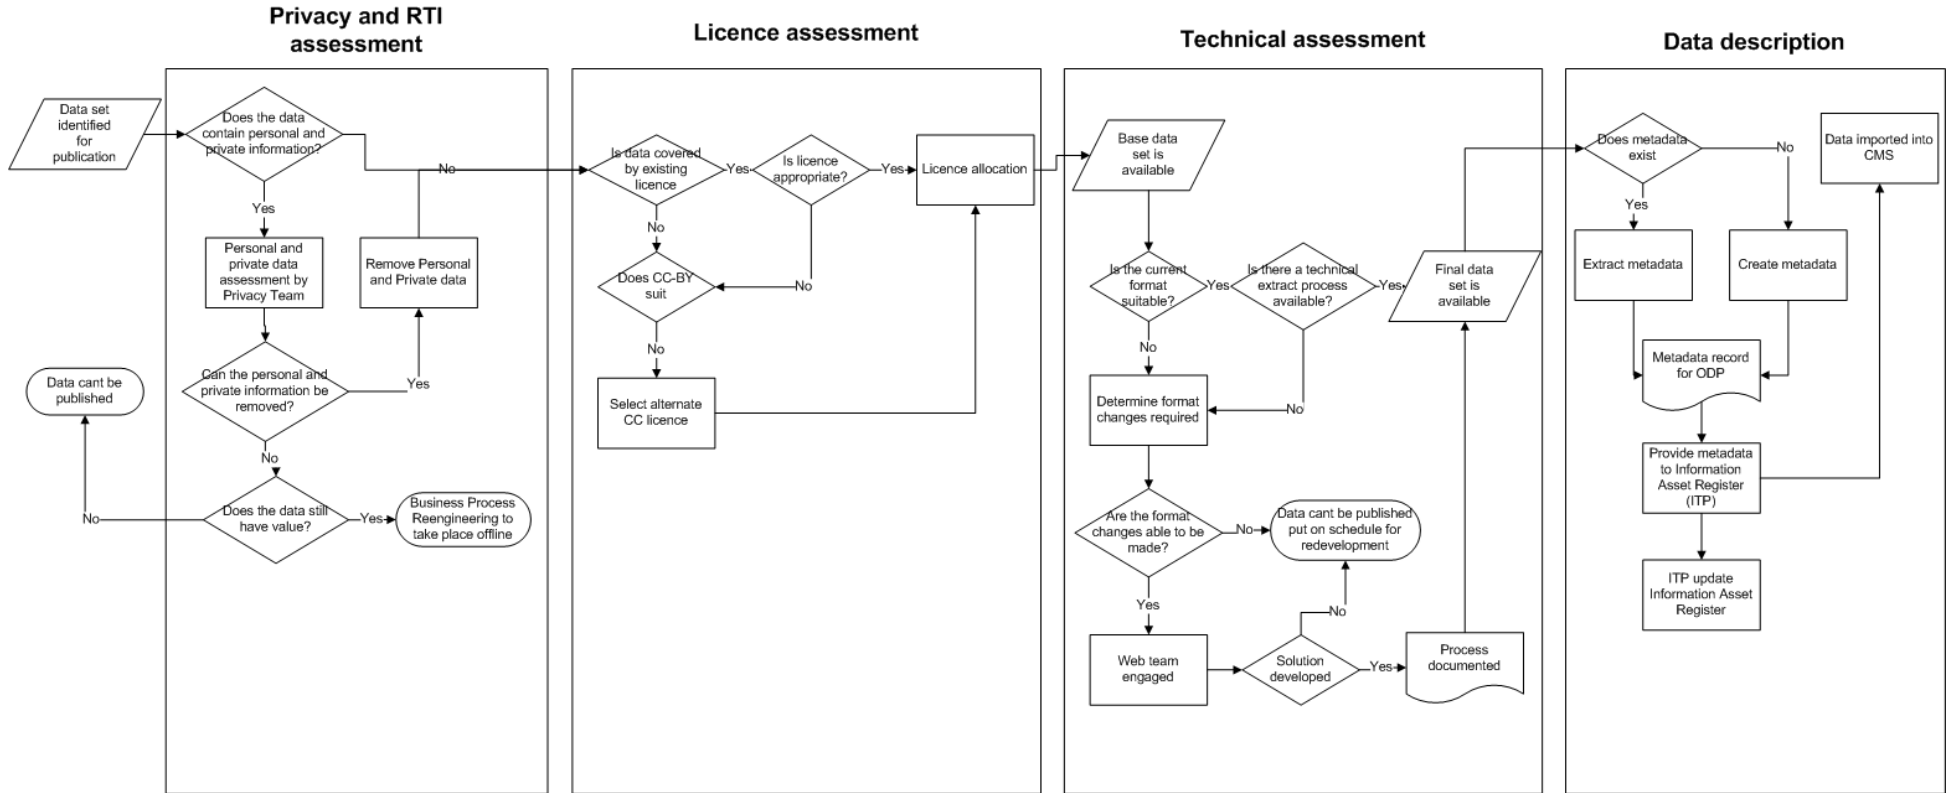 Privacy and RTI
assessment
Licence assessment
Technical assessment
Data description
Data set
identified
for
publication
Does the data
contain personal and
private information?
No
Yes
Personal and
private data
assessment by
Privacy Team
Remove Personal
and Private data
Can the personal and
private information be
removed?
Yes
No
Data cant be
published
Does the data still
have value?
No
Yes
Business Process
Reengineering to
take place offline
Is data covered
by existing
licence
Yes
Is licence
appropriate?
Yes
Licence allocation
No
Does CC-BY
suit
No
No
Select alternate
CC licence
Base data
set is
available
Is the current
format
suitable?
Yes
Is there a technical
extract process
available?
Yes
Final data
set is
available
No
Determine format
changes required
No
Are the format
changes able to be
made?
No
Data cant be published
put on schedule for
redevelopment
Yes
No
Web team
engaged
Solution
developed
Yes
Process
documented
Does metadata
exist
No
Data imported into
CMS
Yes
Extract metadata
Create metadata
Metadata record
for ODP
Provide metadata
to Information
Asset Register
(ITP)
ITP update
Information Asset
Register